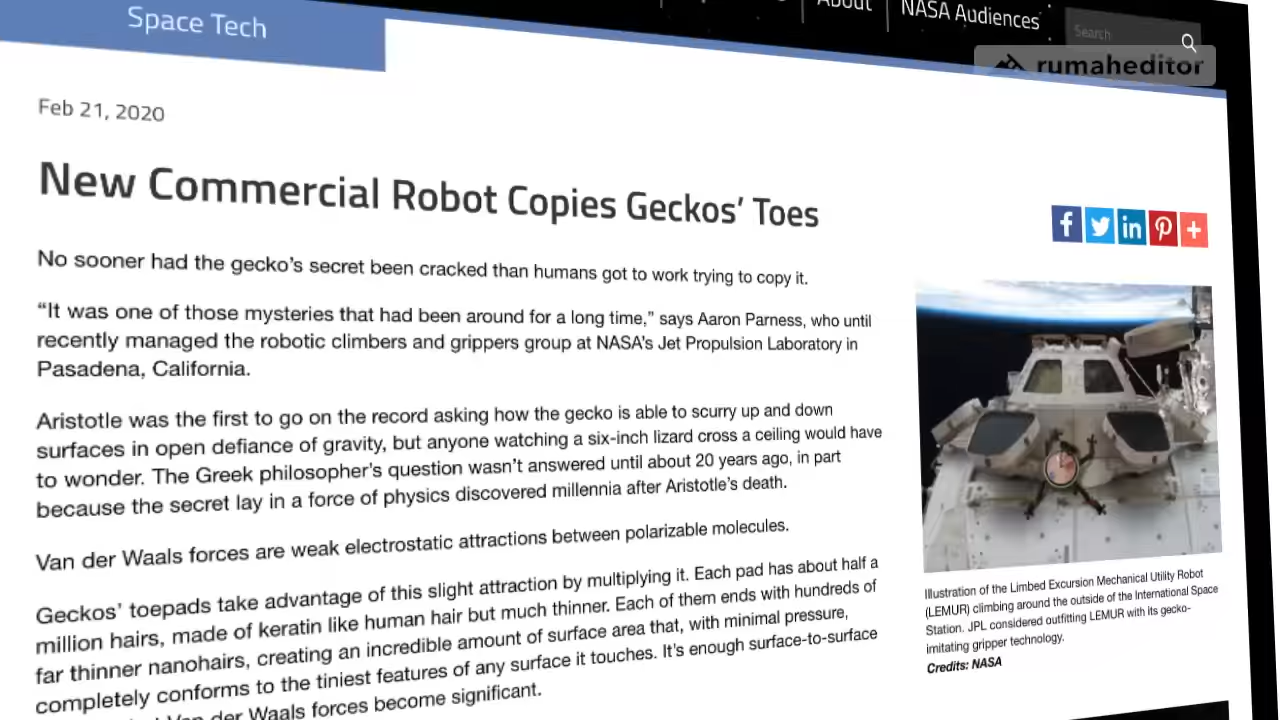 Space Tech
About
NASA Audiences
Search
rumaheditor
Feb 21, 2020
New Commercial Robot Copies Geckos’ Toes
No sooner had the gecko’s secret been cracked than humans got to work trying to copy it.
“It was one of those mysteries that had been around for a long time,” says Aaron Parness, who until
recently managed the robotic climbers and grippers group at NASA’s Jet Propulsion Laboratory in
Pasadena, California.
Aristotle was the first to go on the record asking how the gecko is able to scurry up and down
surfaces in open defiance of gravity, but anyone watching a six-inch lizard cross a ceiling would have
to wonder. The Greek philosopher’s question wasn’t answered until about 20 years ago, in part
because the secret lay in a force of physics discovered millennia after Aristotle’s death.
Van der Waals forces are weak electrostatic attractions between polarizable molecules.
Geckos’ toepads take advantage of this slight attraction by multiplying it. Each pad has about half a
million hairs, made of keratin like human hair but much thinner. Each of them ends with hundreds of
far thinner nanohairs, creating an incredible amount of surface area that, with minimal pressure,
completely conforms to the tiniest features of any surface it touches. It’s enough surface-to-surface
Van der Waals forces become significant.
Illustration of the Limbed Excursion Mechanical Utility Robot
(LEMUR) climbing around the outside of the International Space
Station. JPL considered outfitting LEMUR with its gecko-
imitating gripper technology.
Credits: NASA